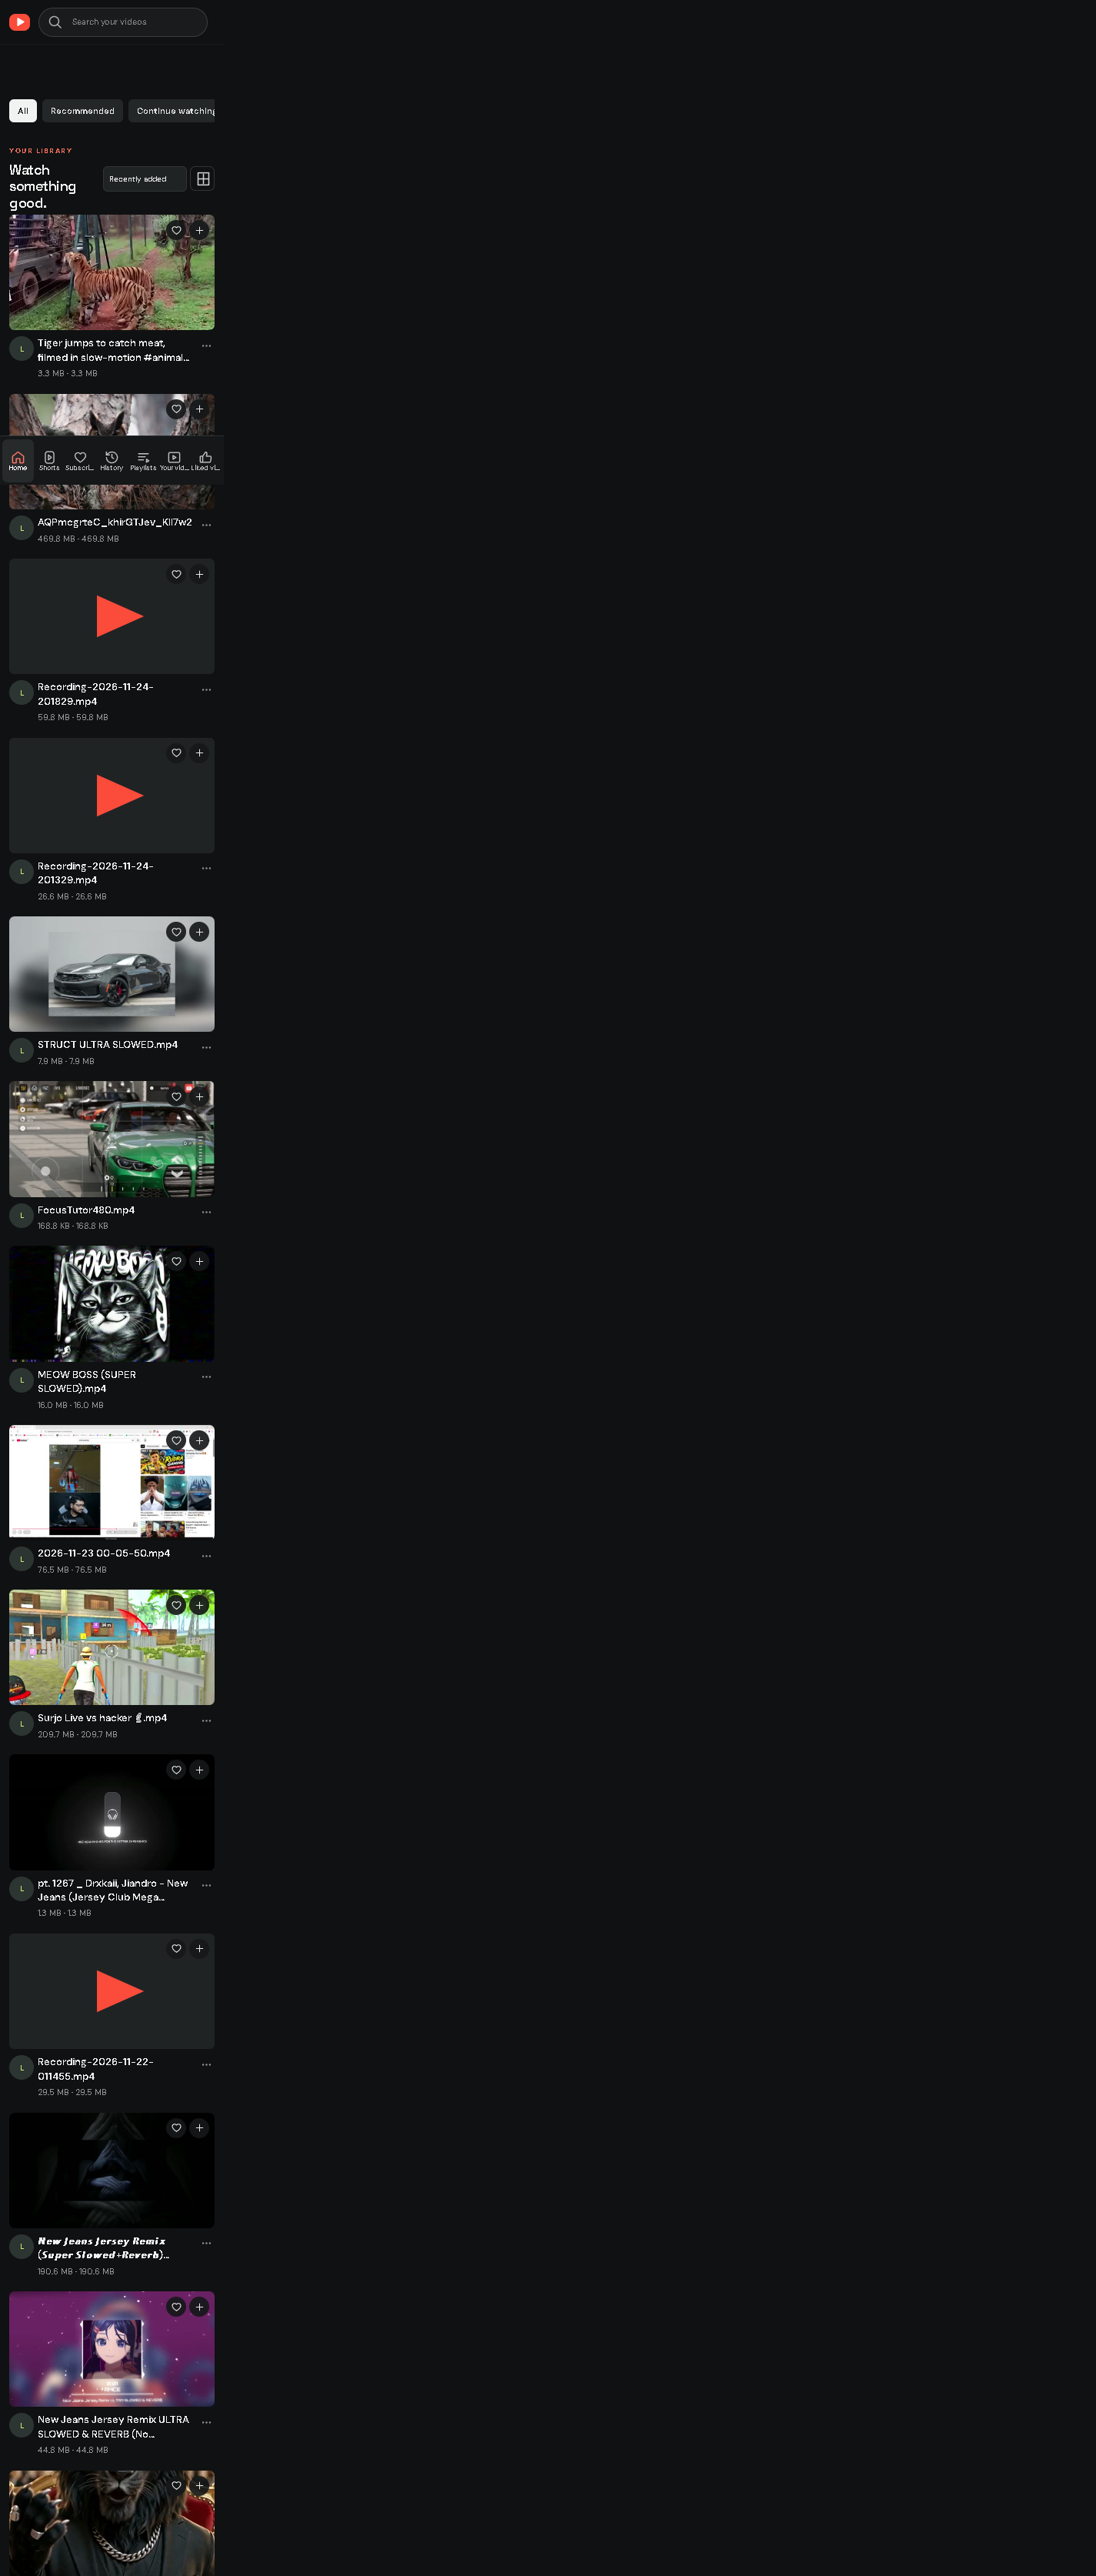 Search your videos
All
Recommended
Continue watching
YOUR LIBRARY
Watch
something
good.
Recently added
L
Tiger jumps to catch meat,
filmed in slow-motion #animal...
3.3 MB · 3.3 MB
Home
Shorts
Subscri...
History
Playlists
Your vid...
Liked vi...
L
AQPmcgrteC_khirGTJev_KII7w2
469.8 MB · 469.8 MB
L
Recording-2026-11-24-
201829.mp4
59.8 MB · 59.8 MB
L
Recording-2026-11-24-
201329.mp4
26.6 MB · 26.6 MB
L
STRUCT ULTRA SLOWED.mp4
7.9 MB · 7.9 MB
L
FocusTutor480.mp4
168.8 KB · 168.8 KB
MEOW BOSS
L
MEOW BOSS (SUPER
SLOWED).mp4
16.0 MB · 16.0 MB
L
2026-11-23 00-05-50.mp4
76.5 MB · 76.5 MB
L
Surjo Live vs hacker .mp4
209.7 MB · 209.7 MB
L
pt. 1267 _ Drxkaii, Jiandro - New
Jeans (Jersey Club Mega...
1.3 MB · 1.3 MB
L
Recording-2026-11-22-
011455.mp4
29.5 MB · 29.5 MB
L
New Jeans Jersey Remix
(Super Slowed+Reverb)...
190.6 MB · 190.6 MB
L
New Jeans Jersey Remix ULTRA
SLOWED & REVERB (No...
44.8 MB · 44.8 MB